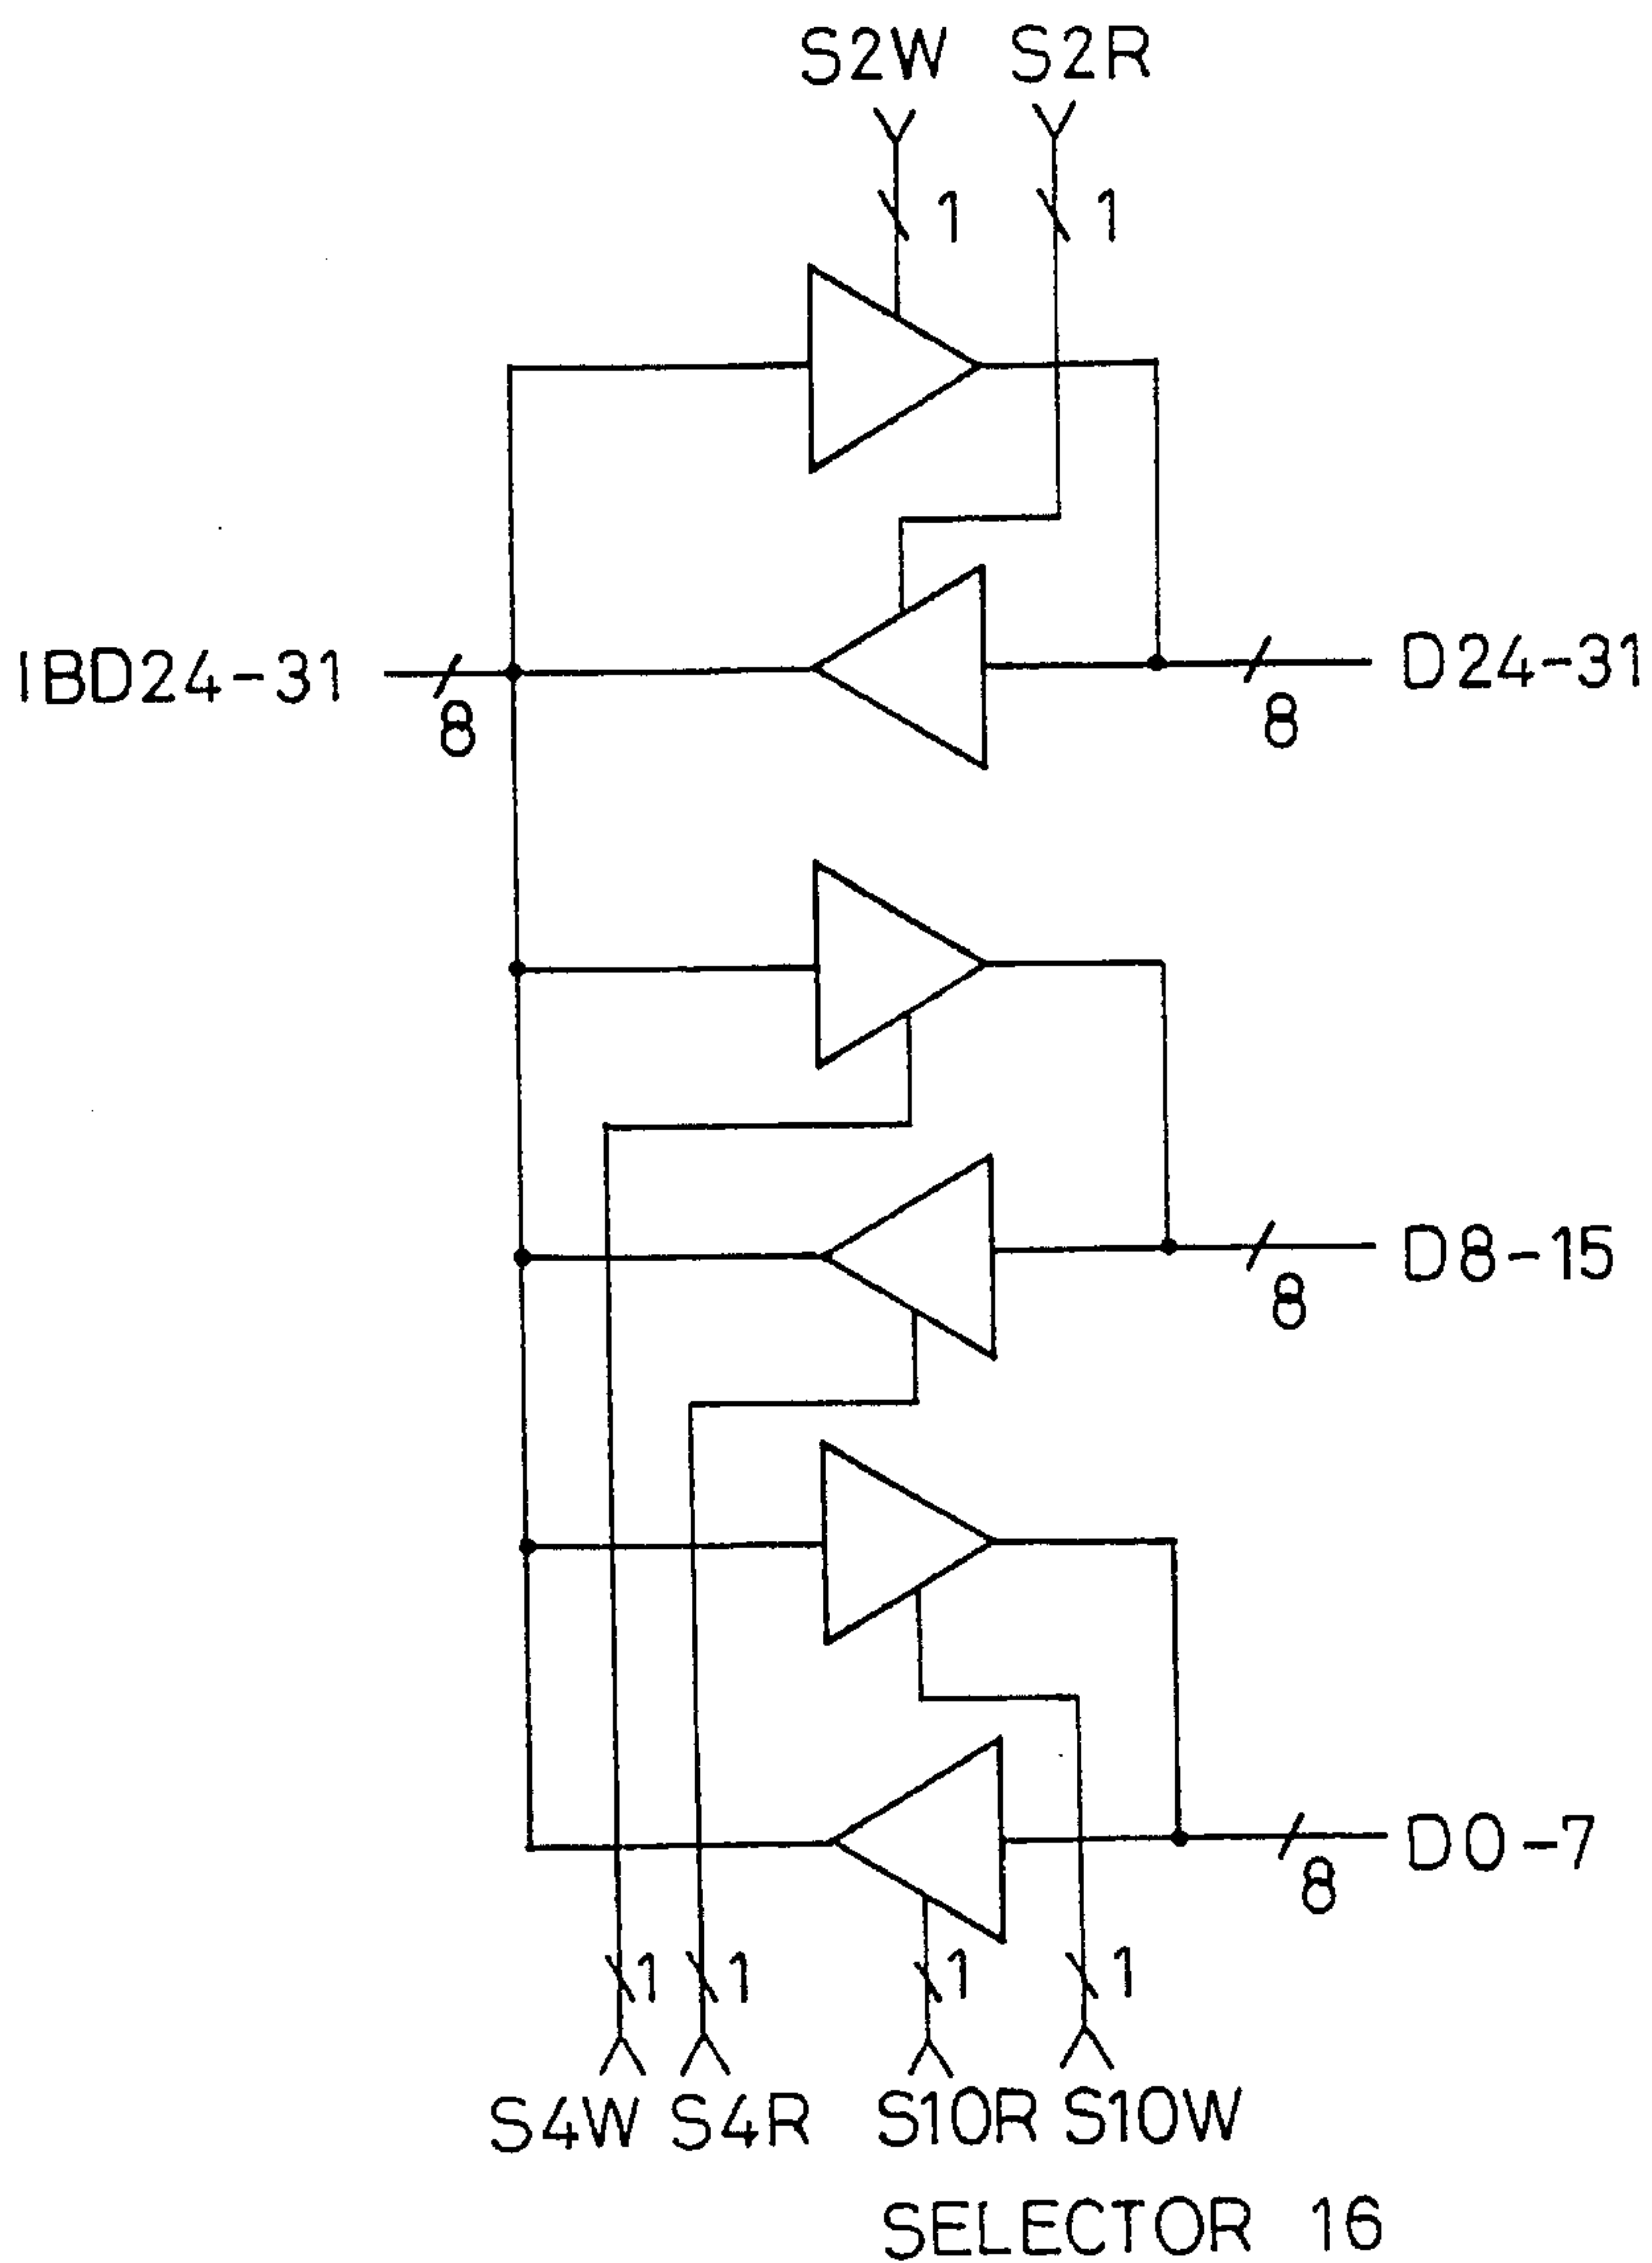 S2W S2R
1 1
IBD24-31 D24-31
8 8
D8-15
8
D0-7
8
1 1 1 1
S4W S4R S10R S10W
SELECTOR 16